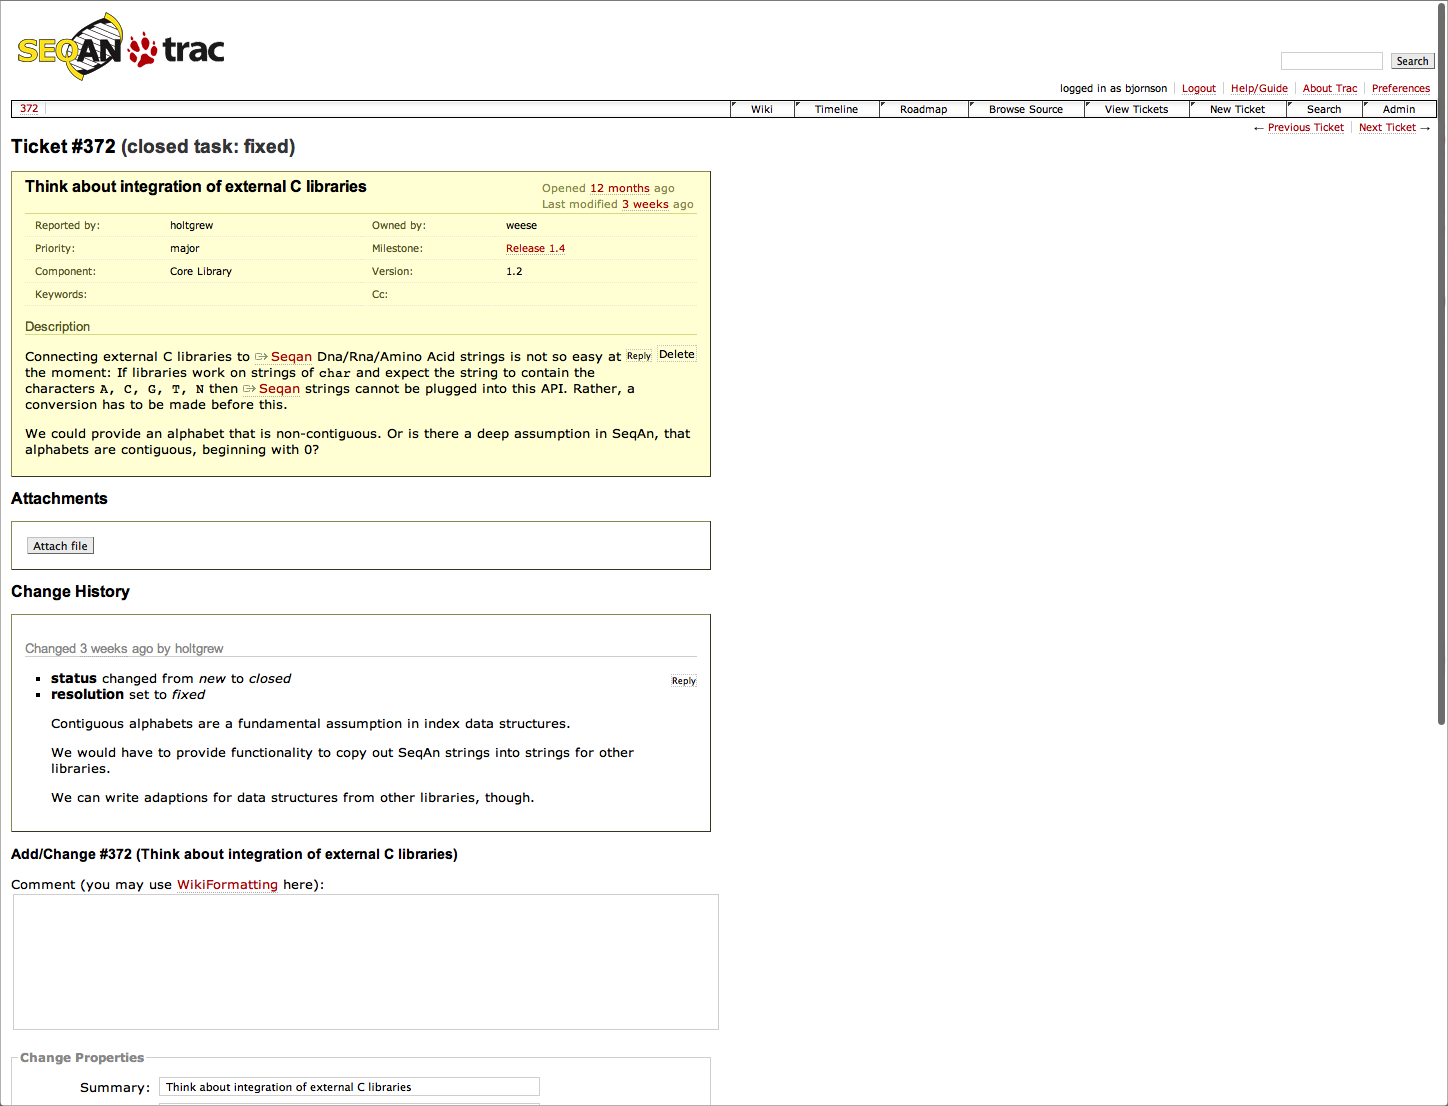 SEQAN trac
Search
logged in as bjornson Logout Help/Guide About Trac Preferences
372 Wiki Timeline Roadmap Browse Source View Tickets New Ticket Search Admin
← Previous Ticket Next Ticket →
Ticket #372 (closed task: fixed)
Think about integration of external C libraries
Opened 12 months ago
Last modified 3 weeks ago
Reported by: holtgrew Owned by: weese
Priority: major Milestone: Release 1.4
Component: Core Library Version: 1.2
Keywords: Cc:
Description
Connecting external C libraries to Seqan Dna/Rna/Amino Acid strings is not so easy at Reply Delete
the moment: If libraries work on strings of char and expect the string to contain the
characters A, C, G, T, N then Seqan strings cannot be plugged into this API. Rather, a
conversion has to be made before this.
We could provide an alphabet that is non-contiguous. Or is there a deep assumption in SeqAn, that
alphabets are contiguous, beginning with 0?
Attachments
Attach file
Change History
Changed 3 weeks ago by holtgrew
▪ status changed from new to closed Reply
▪ resolution set to fixed
Contiguous alphabets are a fundamental assumption in index data structures.
We would have to provide functionality to copy out SeqAn strings into strings for other
libraries.
We can write adaptions for data structures from other libraries, though.
Add/Change #372 (Think about integration of external C libraries)
Comment (you may use WikiFormatting here):
Change Properties
Summary: Think about integration of external C libraries